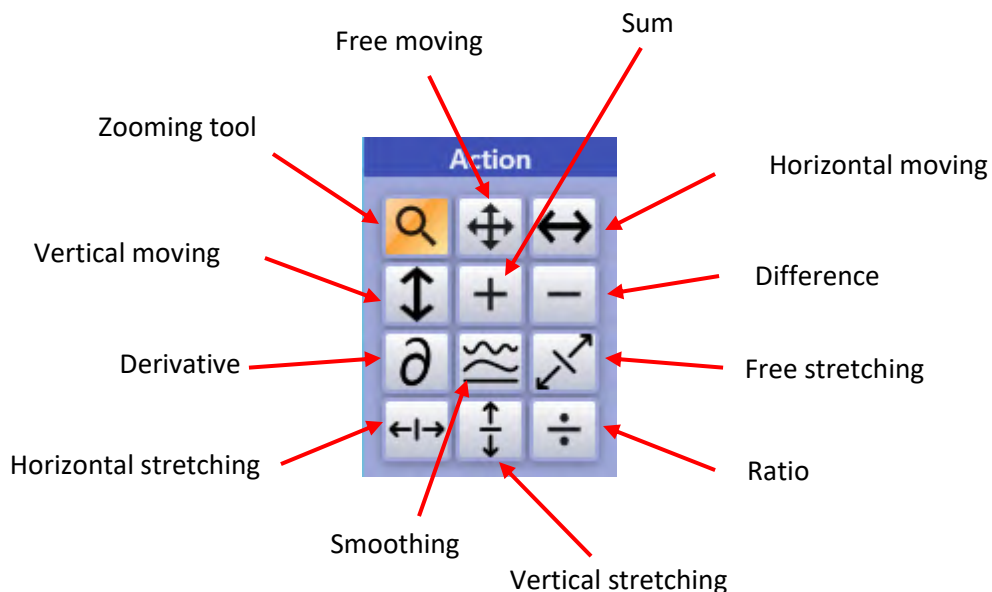 Sum
Free moving
Zooming tool
Action
Horizontal moving
Vertical moving
Difference
Derivative
Free stretching
Horizontal stretching
Ratio
Smoothing
Vertical stretching